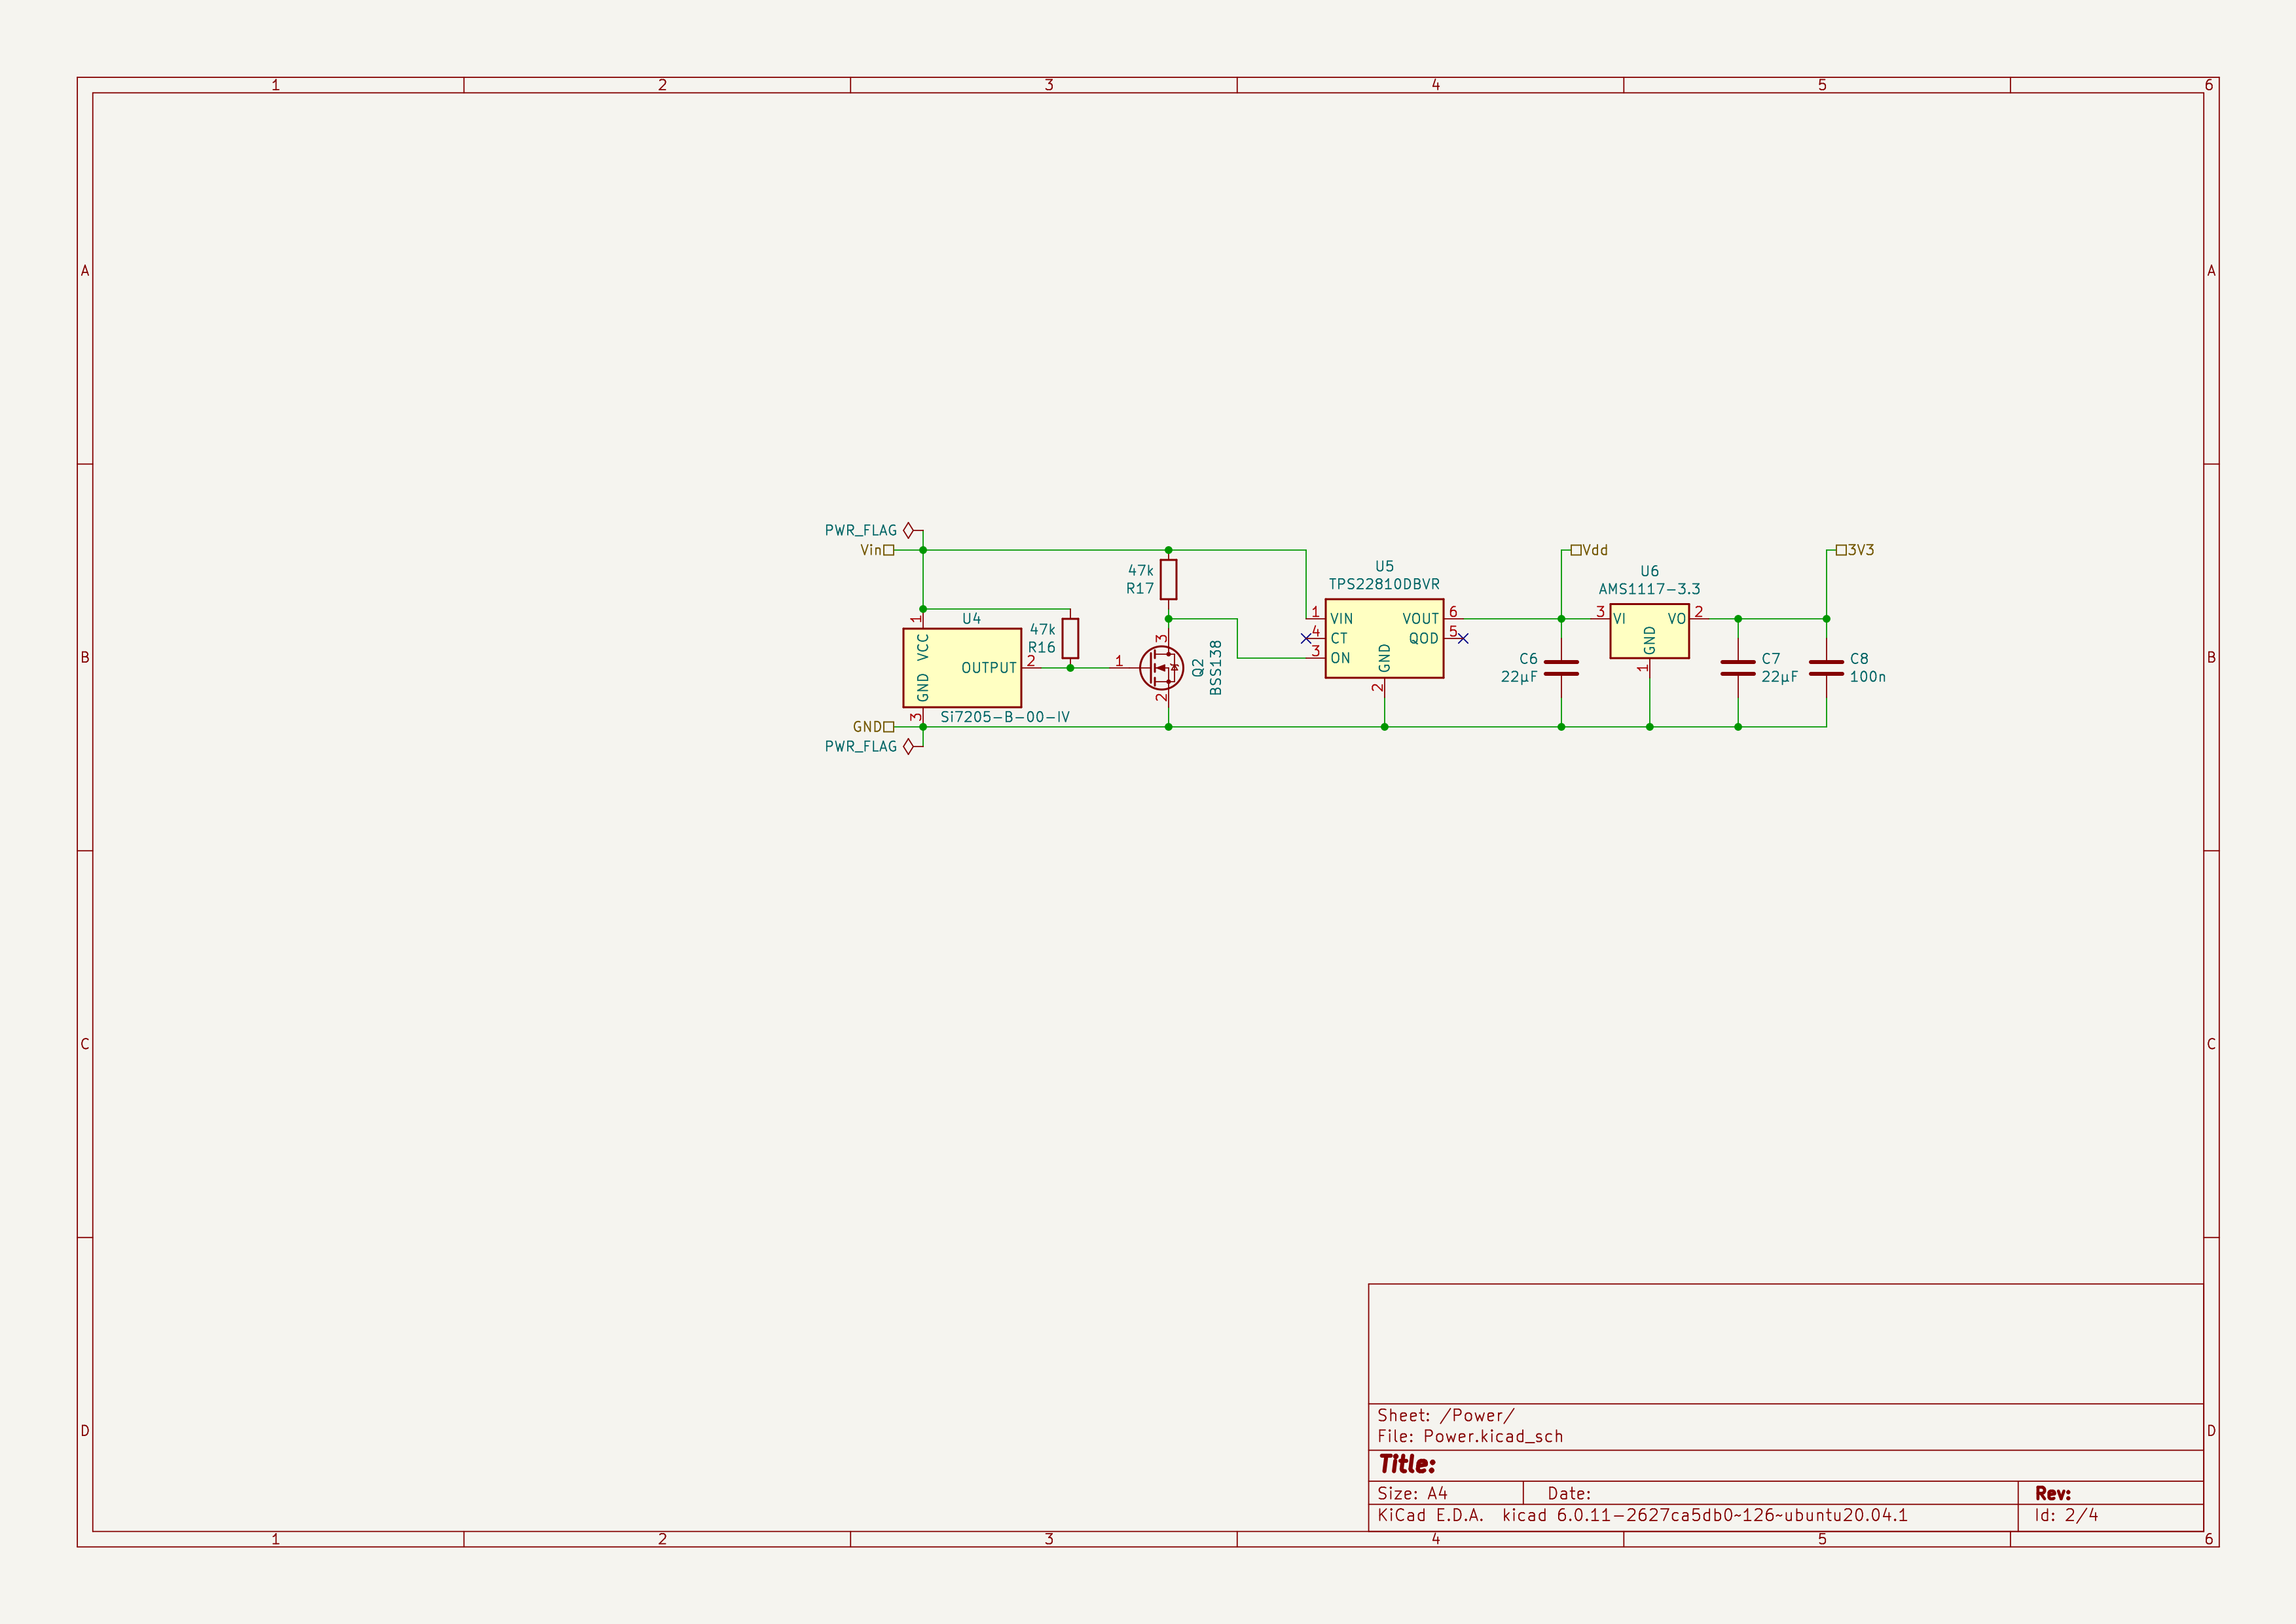 1 2 3 4 5 6
A A
PWR_FLAG
Vin Vdd 3V3
U5
TPS22810DBVR
U6
AMS1117-3.3
47k
R17
U4
1 VCC
GND 3
OUTPUT 2
Si7205-B-00-IV
47k
R16
1 3 2
Q2
BSS138
1 VIN VOUT 6
4 CT QOD 5
3 ON
GND 2
3 VI VO 2
GND 1
C6
22µF
C7
22µF
C8
100n
B B
GND
PWR_FLAG
C C
D D
Sheet: /Power/
File: Power.kicad_sch
Title:
Size: A4 Date: Rev:
KiCad E.D.A. kicad 6.0.11-2627ca5db0~126~ubuntu20.04.1 Id: 2/4
1 2 3 4 5 6